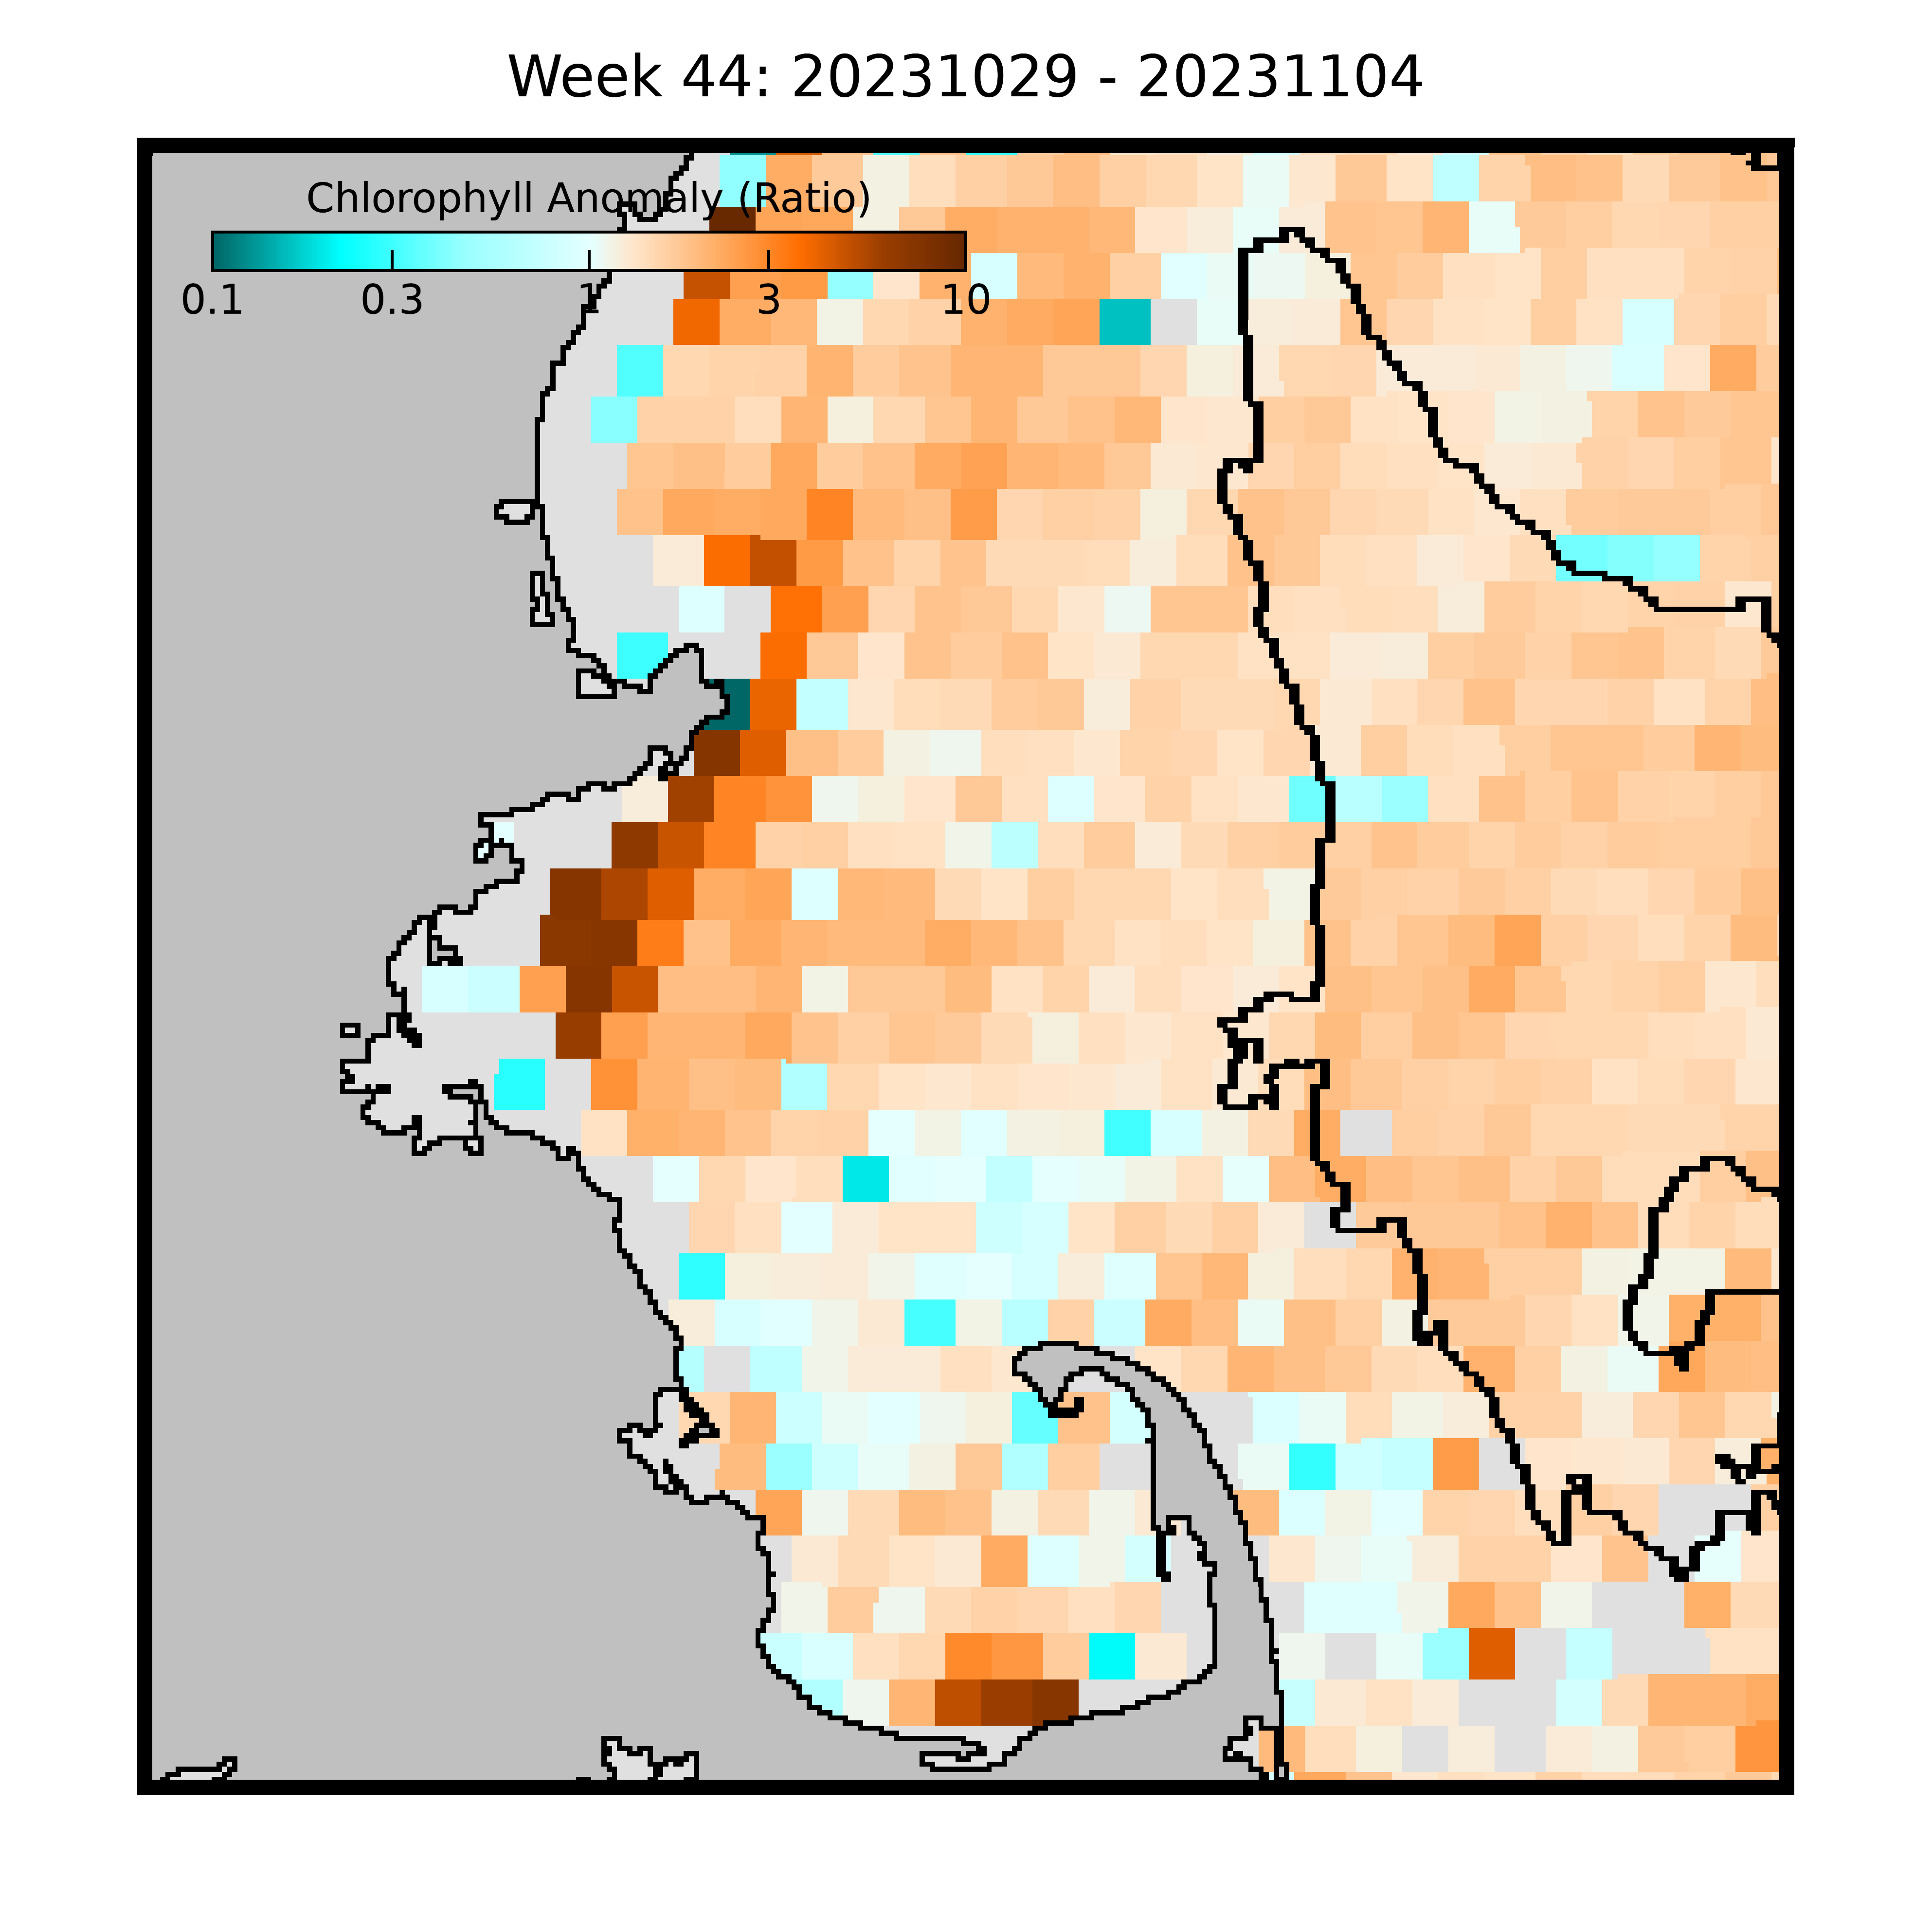 Week 44: 20231029 - 20231104
Chlorophyll Anomaly (Ratio)
0.1 0.3 1 3 10